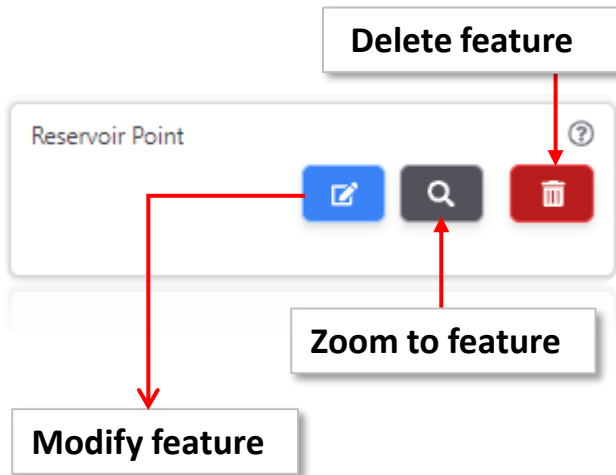 Delete feature
Reservoir Point
Zoom to feature
Modify feature